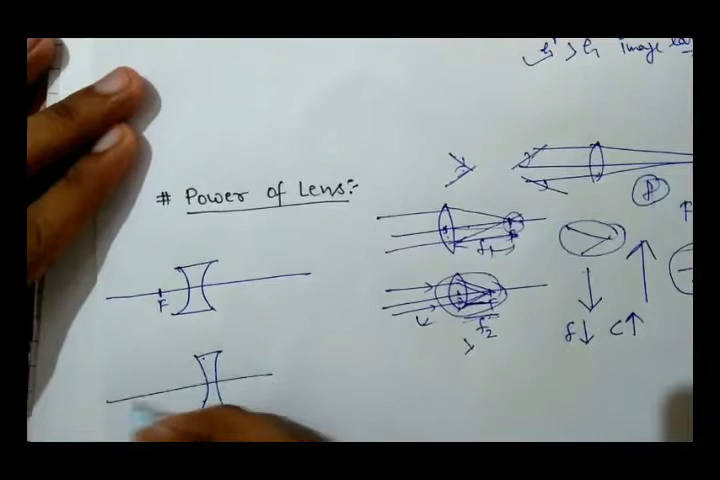 image
# Power of Lens:-
f
P
f₁
F
f₂
f↓ C↑